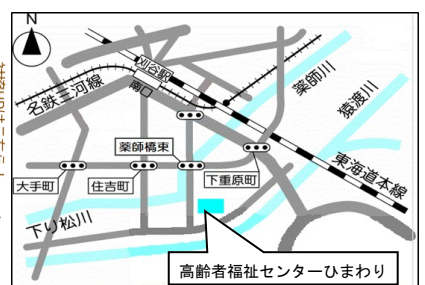 N
刈谷駅
南口
名鉄三河線
薬師川
猿渡川
薬師橋東
東海道本線
大手町
住吉町
下重原町
下り松川
高齢者福祉センターひまわり